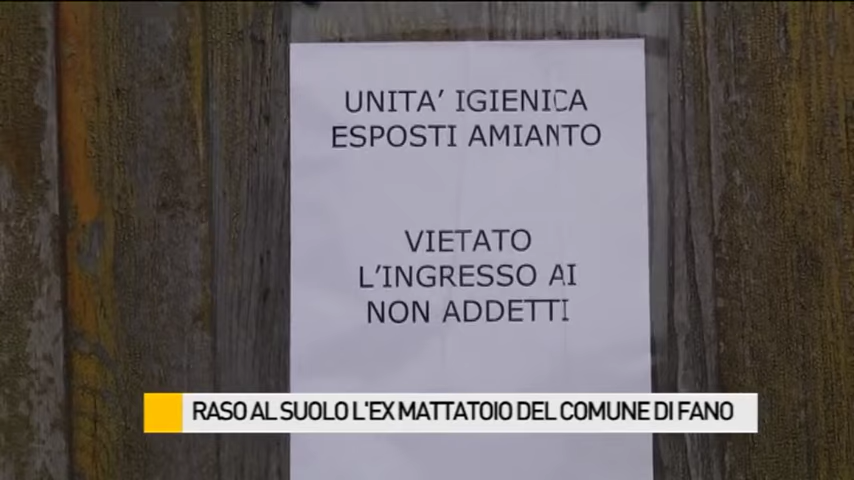 UNITA' IGIENICA
ESPOSTI AMIANTO
VIETATO
L'INGRESSO AI
NON ADDETTI
RASO AL SUOLO L'EX MATTATOIO DEL COMUNE DI FANO